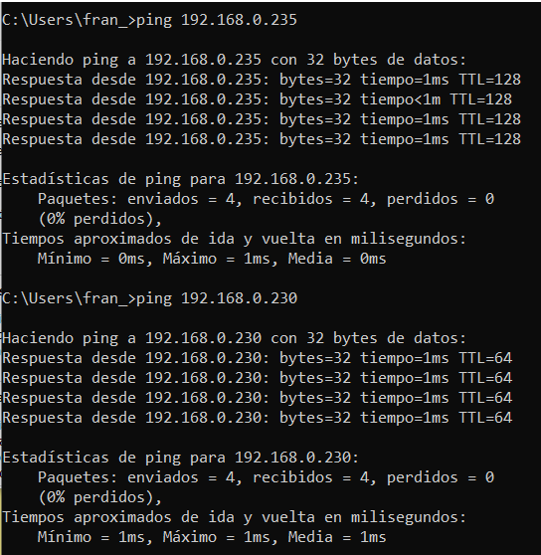 C:\Users\fran_>ping 192.168.0.235
Haciendo ping a 192.168.0.235 con 32 bytes de datos:
Respuesta desde 192.168.0.235: bytes=32 tiempo=1ms TTL=128
Respuesta desde 192.168.0.235: bytes=32 tiempo<1m TTL=128
Respuesta desde 192.168.0.235: bytes=32 tiempo=1ms TTL=128
Respuesta desde 192.168.0.235: bytes=32 tiempo=1ms TTL=128
Estadísticas de ping para 192.168.0.235:
    Paquetes: enviados = 4, recibidos = 4, perdidos = 0
    (0% perdidos),
Tiempos aproximados de ida y vuelta en milisegundos:
    Mínimo = 0ms, Máximo = 1ms, Media = 0ms
C:\Users\fran_>ping 192.168.0.230
Haciendo ping a 192.168.0.230 con 32 bytes de datos:
Respuesta desde 192.168.0.230: bytes=32 tiempo=1ms TTL=64
Respuesta desde 192.168.0.230: bytes=32 tiempo=1ms TTL=64
Respuesta desde 192.168.0.230: bytes=32 tiempo=1ms TTL=64
Respuesta desde 192.168.0.230: bytes=32 tiempo=1ms TTL=64
Estadísticas de ping para 192.168.0.230:
    Paquetes: enviados = 4, recibidos = 4, perdidos = 0
    (0% perdidos),
Tiempos aproximados de ida y vuelta en milisegundos:
    Mínimo = 1ms, Máximo = 1ms, Media = 1ms